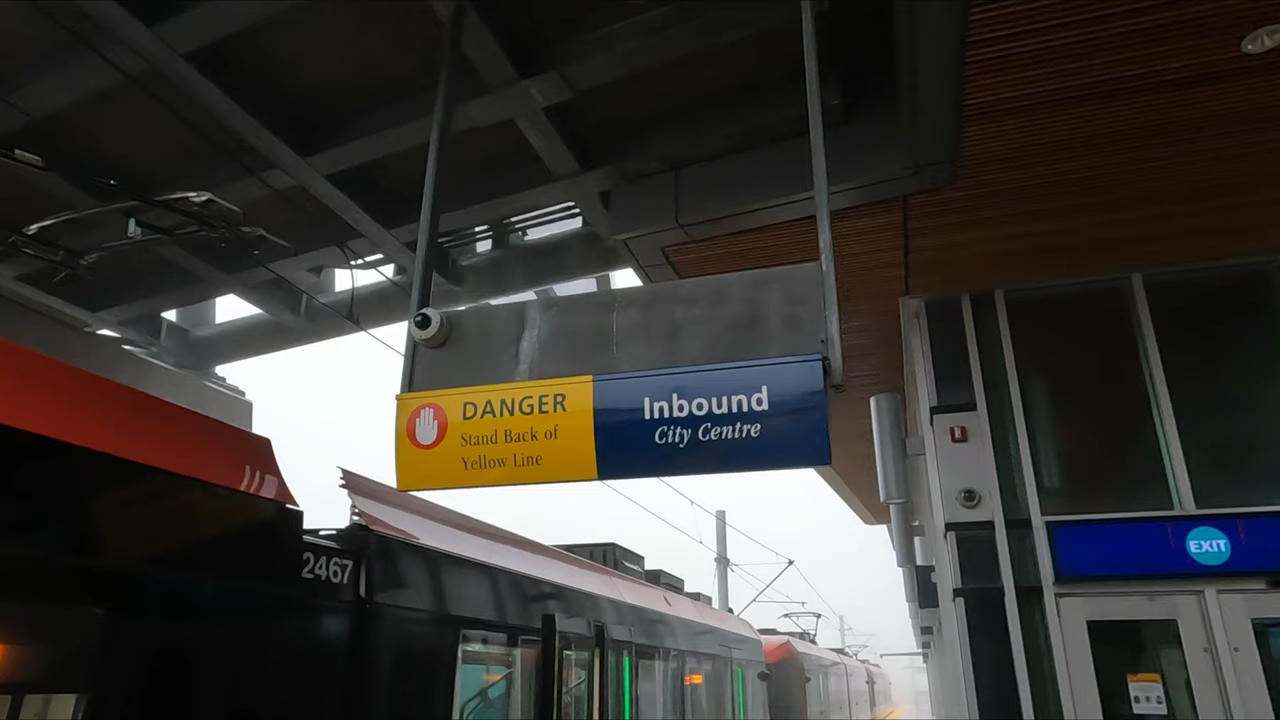 DANGER
Stand Back of
Yellow Line
Inbound
City Centre
2467
EXIT